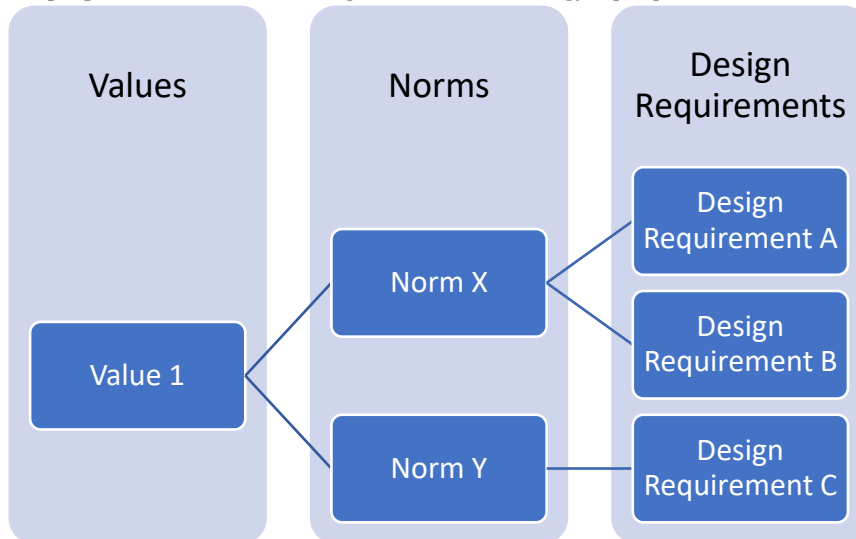 Values
Norms
Design
Requirements
Value 1
Norm X
Norm Y
Design
Requirement A
Design
Requirement B
Design
Requirement C